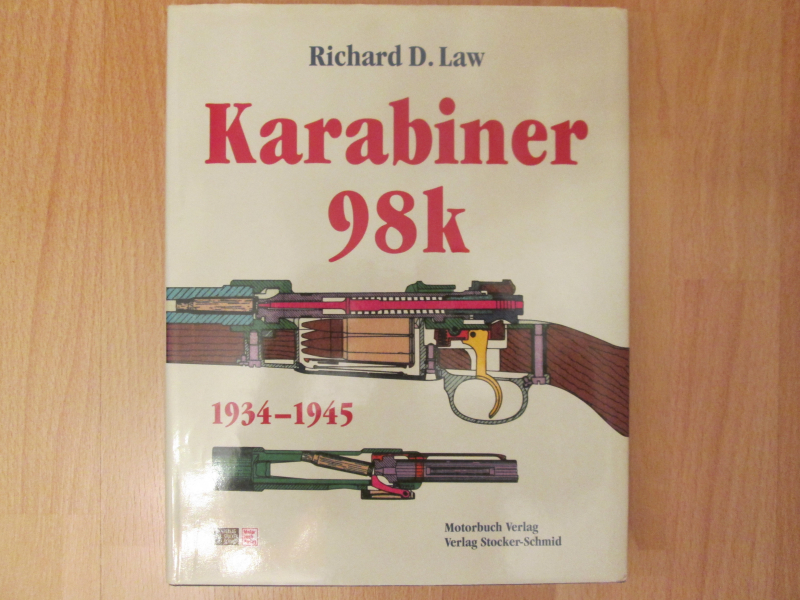 Richard D. Law
Karabiner
98k
1934–1945
Motorbuch Verlag
Verlag Stocker-Schmid